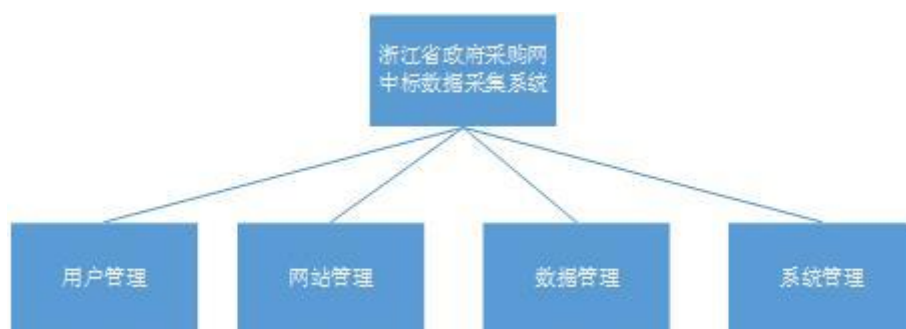 浙江省政府采购网
中标数据采集系统
用户管理
网站管理
数据管理
系统管理